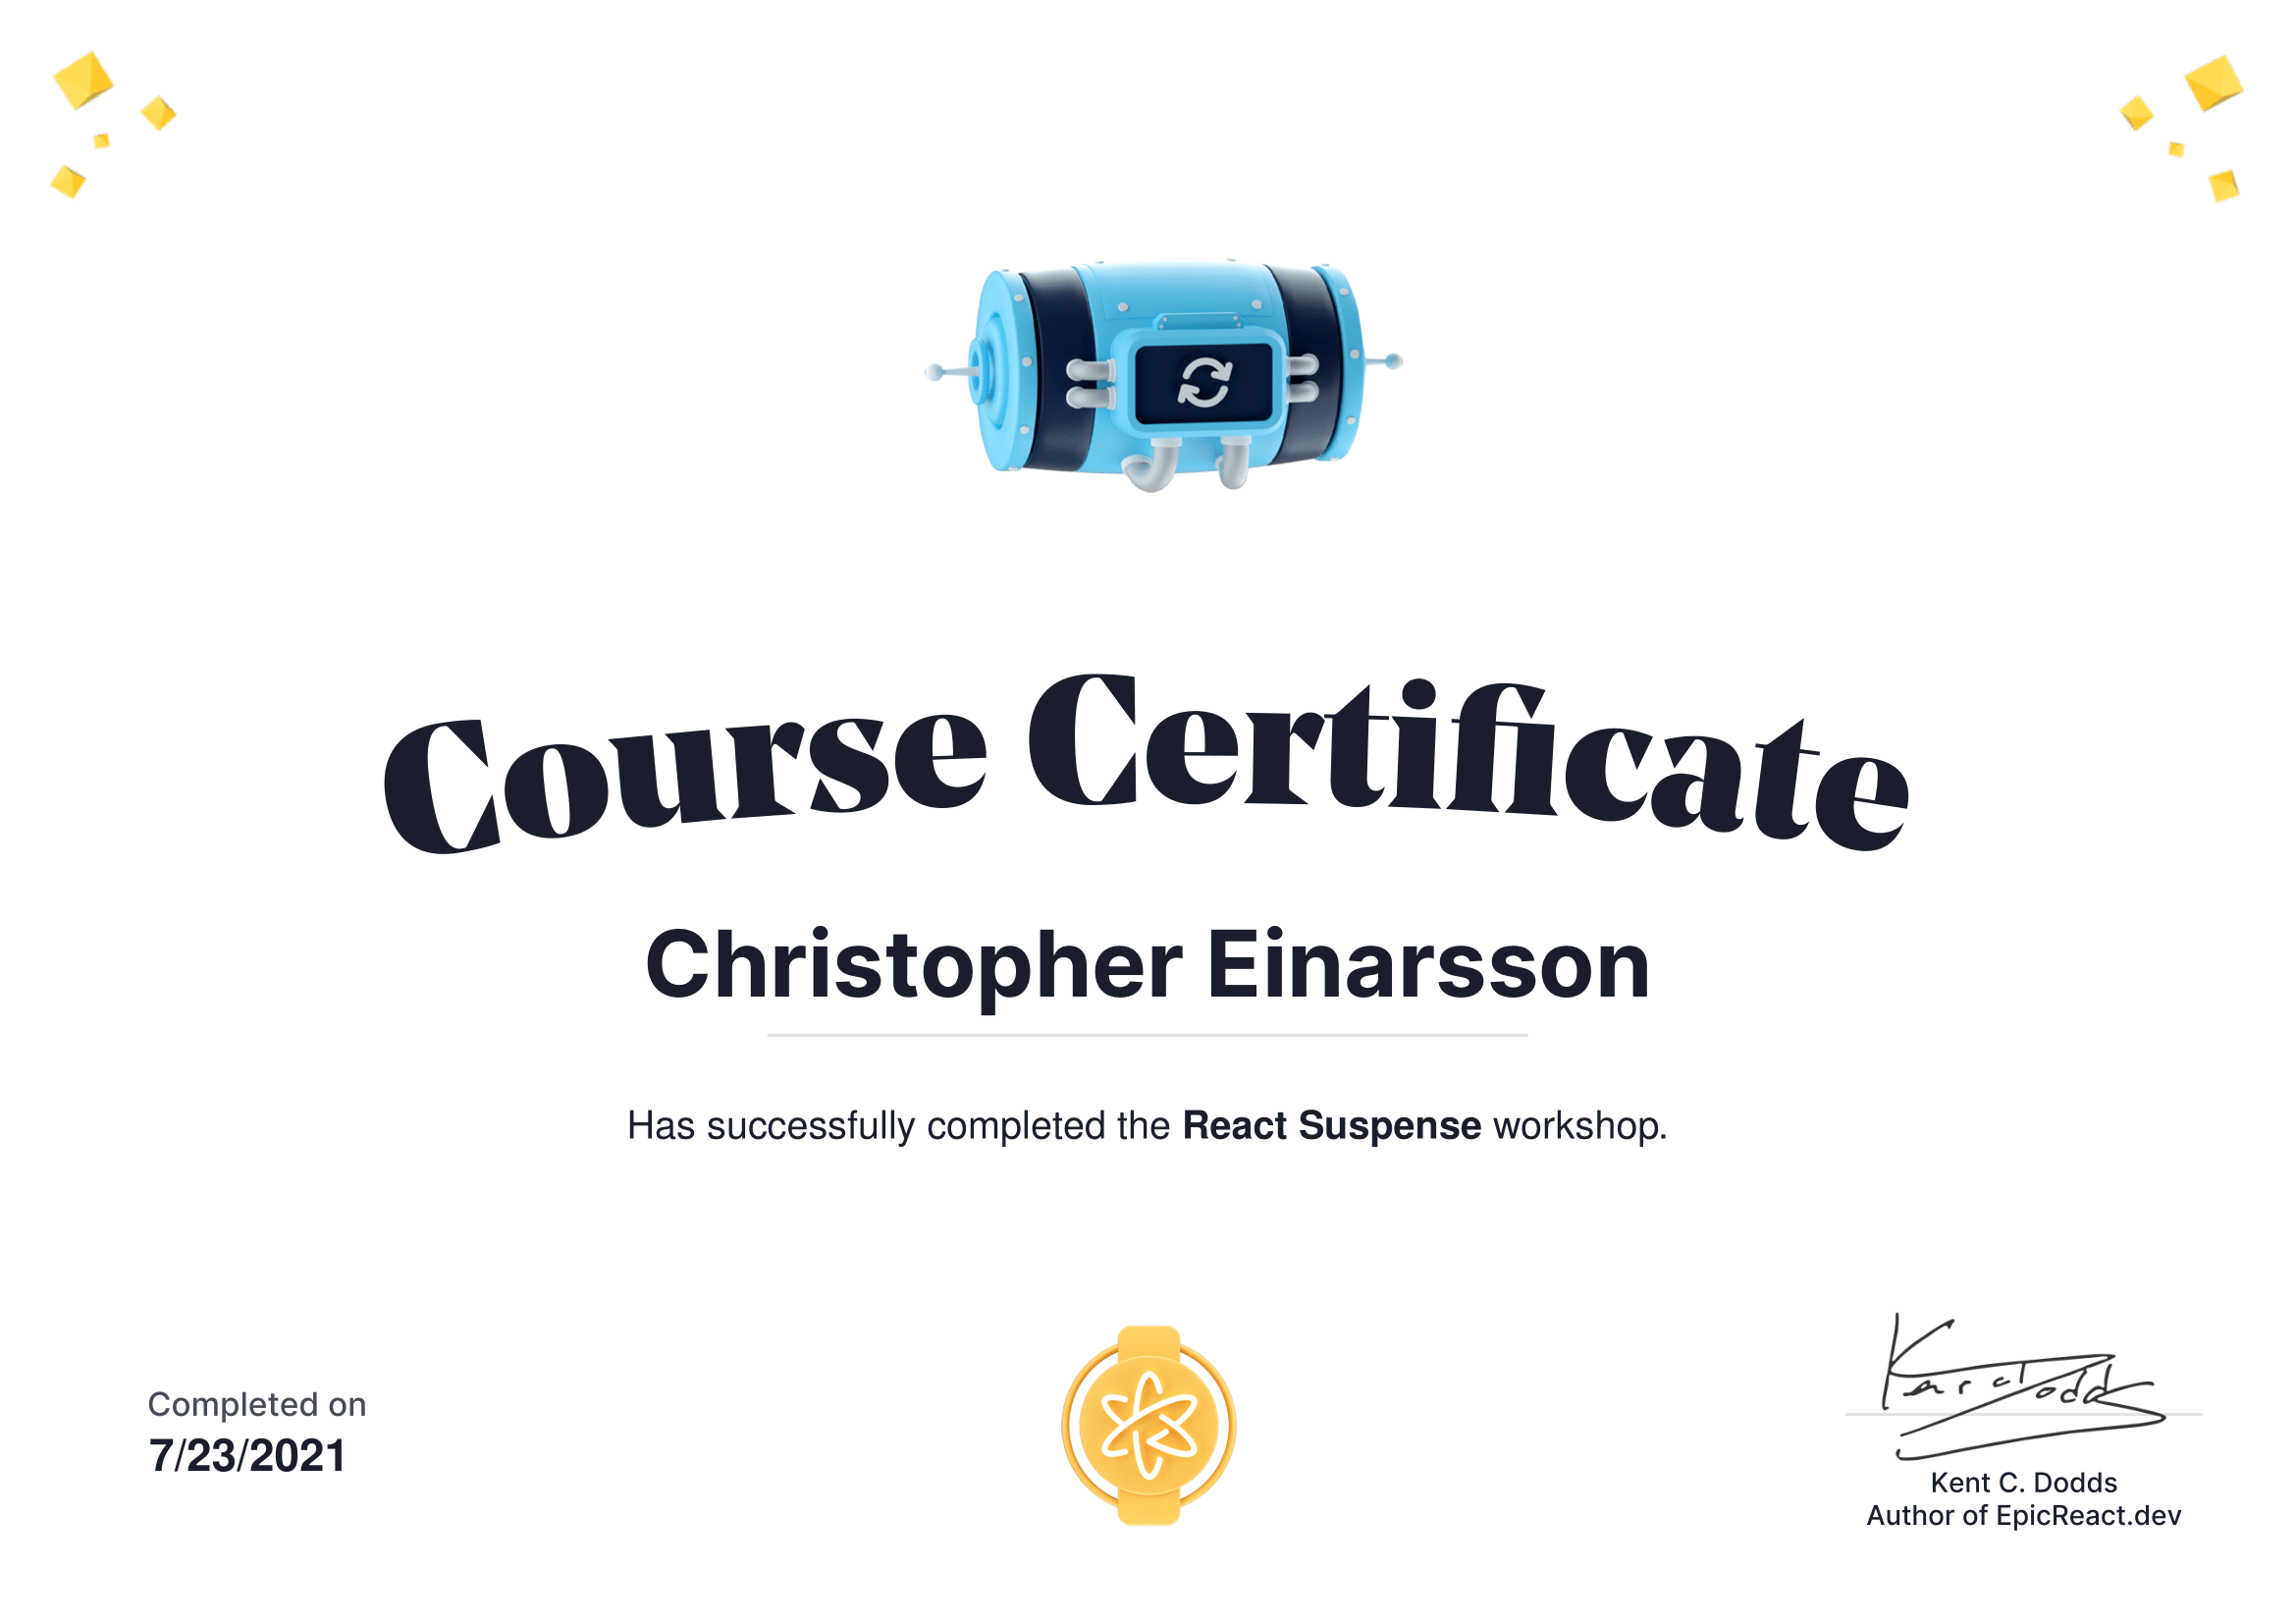 Course Certificate
Christopher Einarsson
Has successfully completed the React Suspense workshop.
Completed on
7/23/2021
Kent C. Dodds
Kent C. Dodds
Author of EpicReact.dev